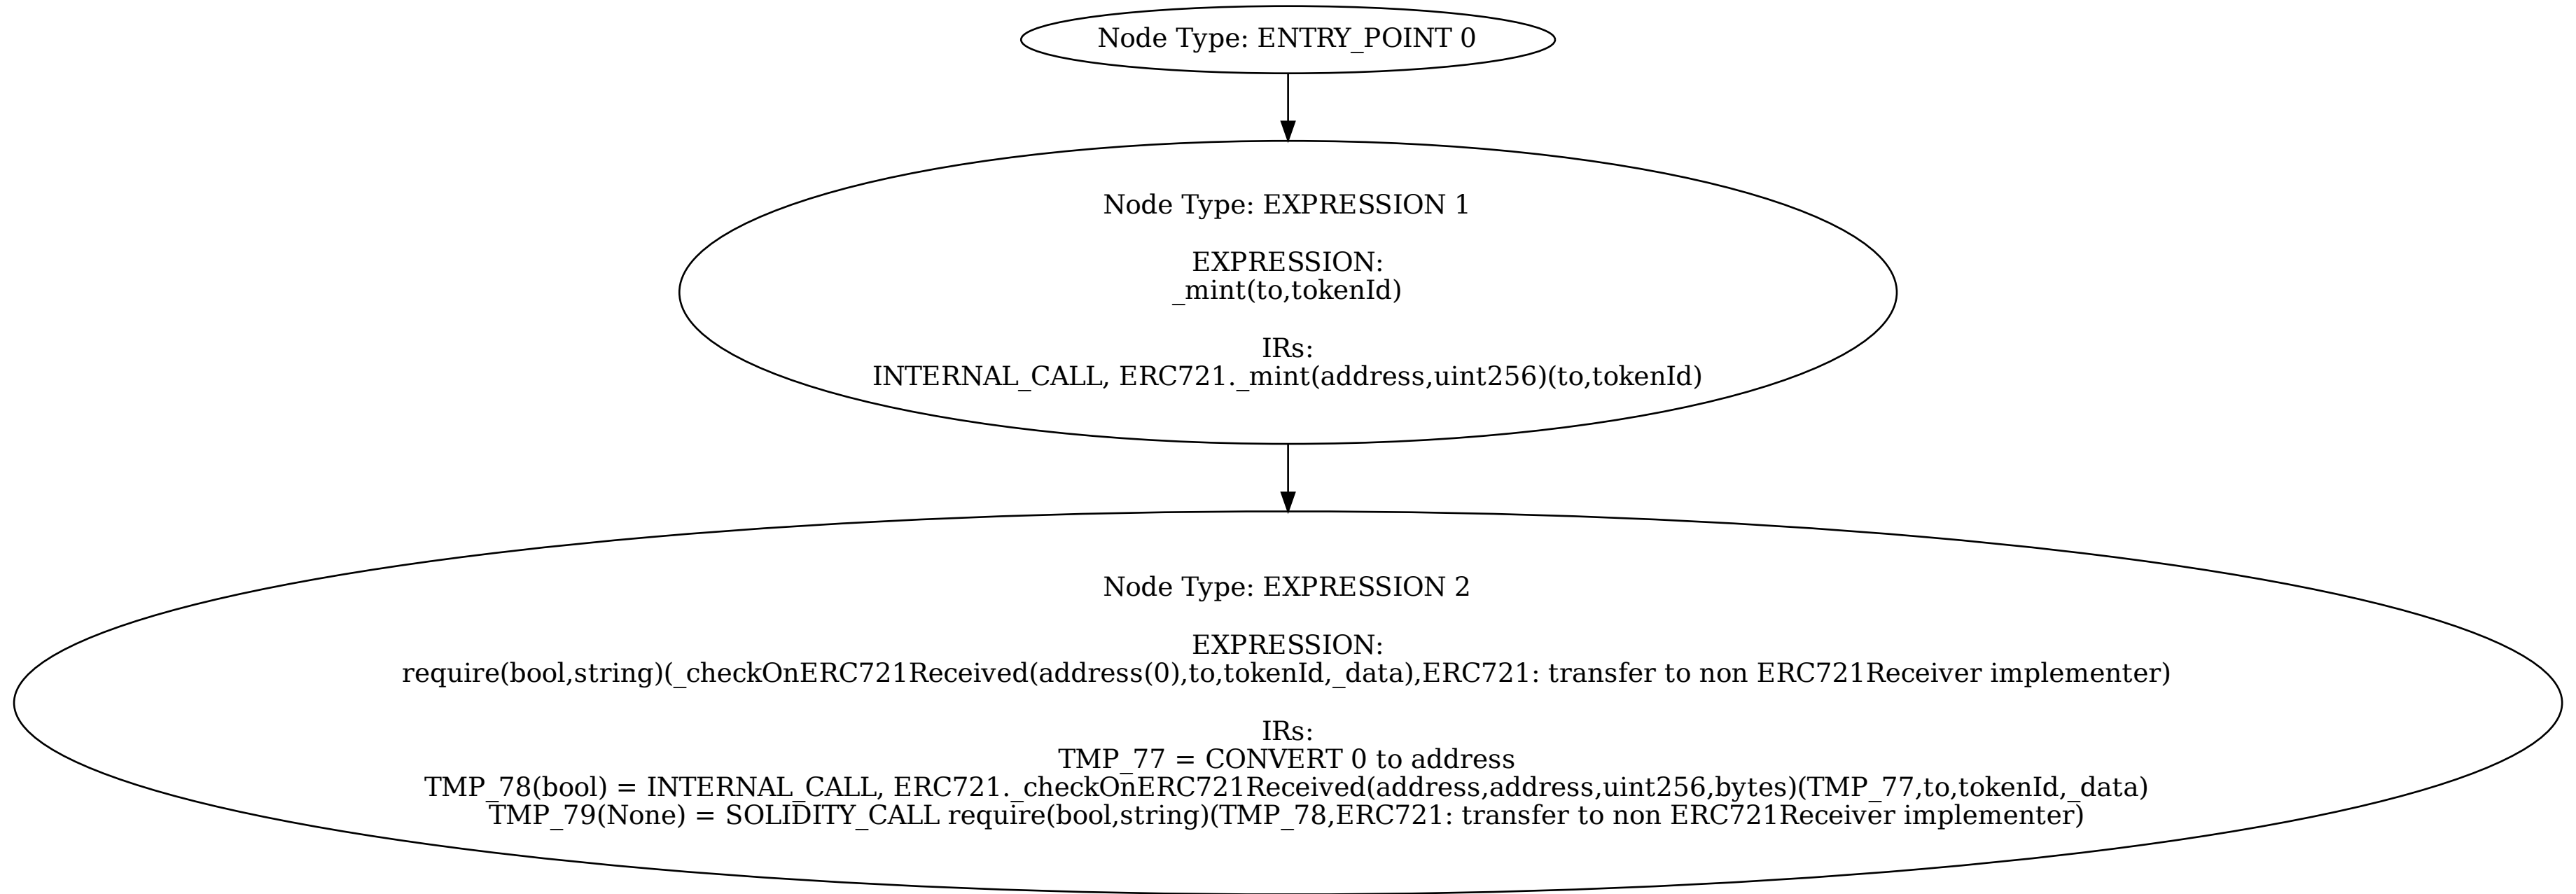 Node Type: ENTRY_POINT 0
Node Type: EXPRESSION 1
EXPRESSION:
_mint(to,tokenId)
IRs:
INTERNAL_CALL, ERC721._mint(address,uint256)(to,tokenId)
Node Type: EXPRESSION 2
EXPRESSION:
require(bool,string)(_checkOnERC721Received(address(0),to,tokenId,_data),ERC721: transfer to non ERC721Receiver implementer)
IRs:
TMP_77 = CONVERT 0 to address
TMP_78(bool) = INTERNAL_CALL, ERC721._checkOnERC721Received(address,address,uint256,bytes)(TMP_77,to,tokenId,_data)
TMP_79(None) = SOLIDITY_CALL require(bool,string)(TMP_78,ERC721: transfer to non ERC721Receiver implementer)